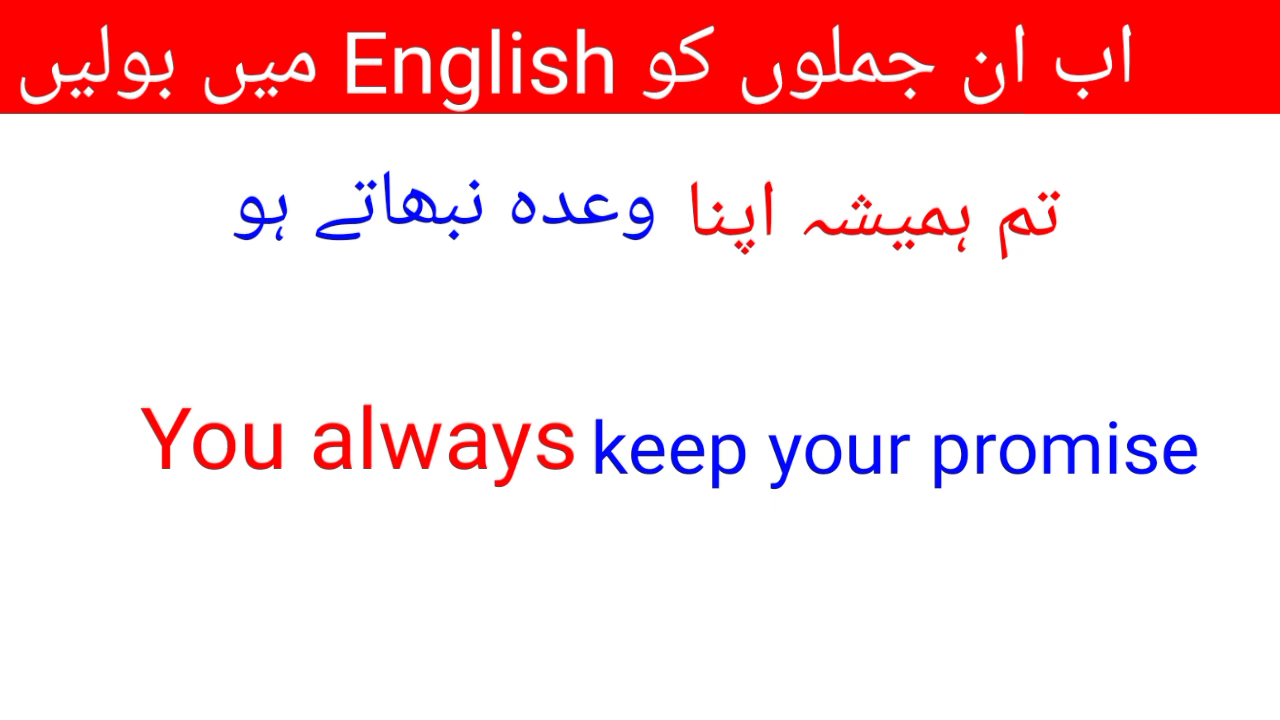 اب ان جملوں کو English میں بولیں
تم ہمیشہ اپنا وعدہ نبھاتے ہو
You always keep your promise